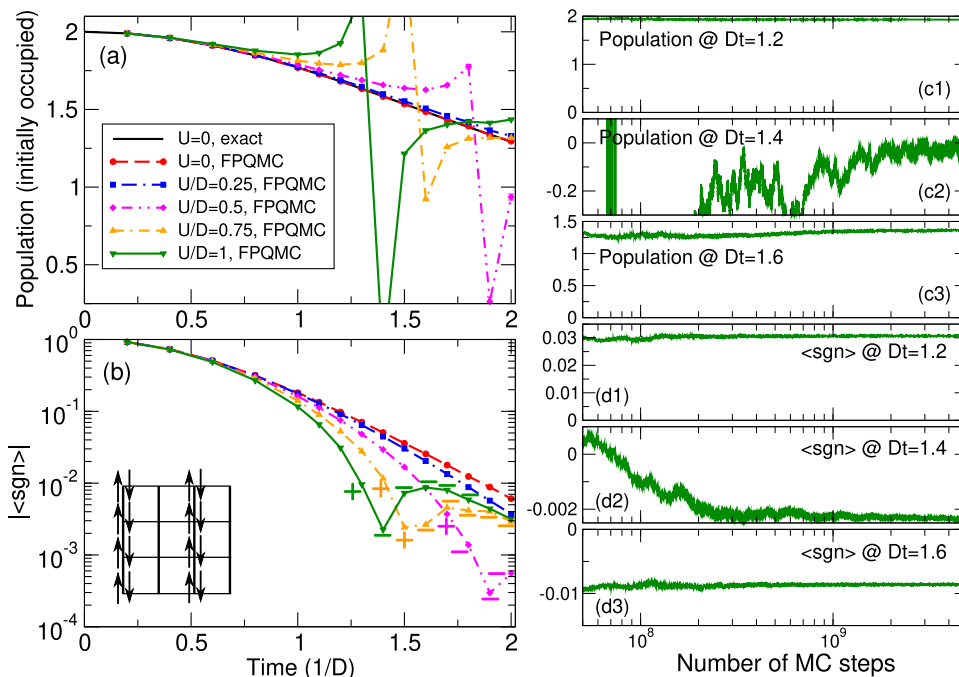 2
1.5
1
0.5
Population (initially occupied)
(a)
U=0, exact
U=0, FPQMC
U/D=0.25, FPQMC
U/D=0.5, FPQMC
U/D=0.75, FPQMC
U/D=1, FPQMC
0 0.5 1 1.5 2
10^0
10^-1
10^-2
10^-3
10^-4
|<sgn>|
(b)
+ +
+ +
0 0.5 1 1.5 2
Time (1/D)
2
1
0
Population @ Dt=1.2
(c1)
0
-0.2
Population @ Dt=1.4
(c2)
1.5
1
0.5
0
Population @ Dt=1.6
(c3)
0.03
0.02
0.01
0
<sgn> @ Dt=1.2
(d1)
0
-0.002
<sgn> @ Dt=1.4
(d2)
0
-0.01
<sgn> @ Dt=1.6
(d3)
10^8 10^9
Number of MC steps